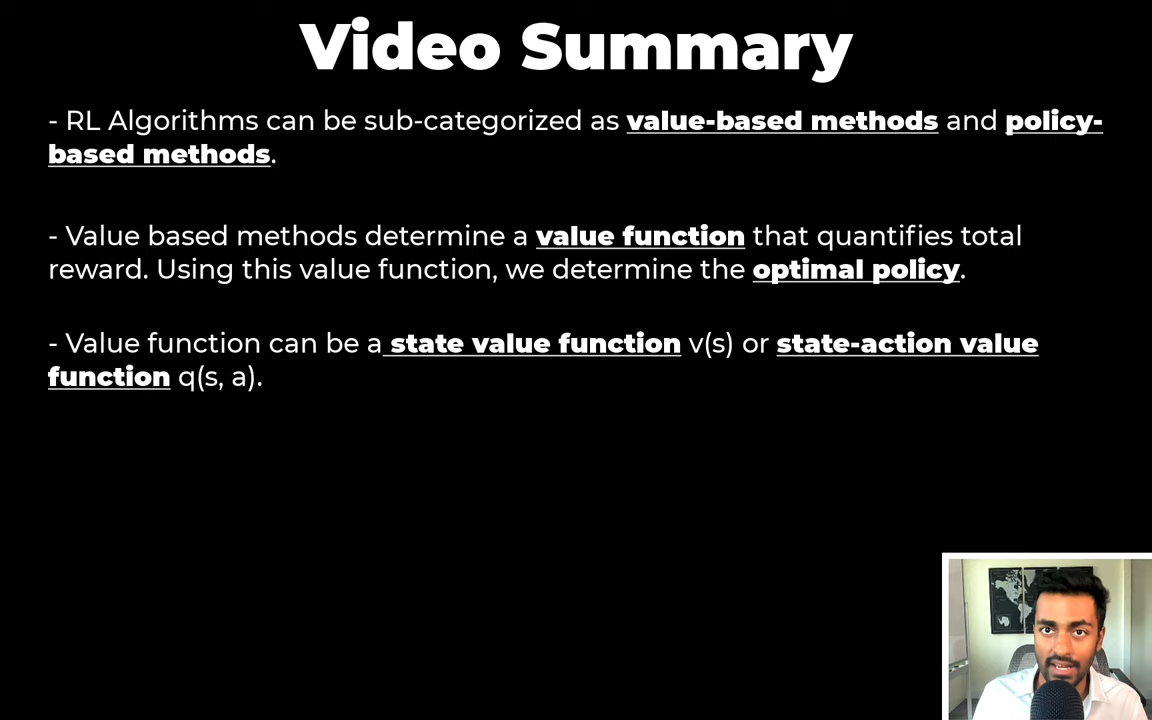 Video Summary
- RL Algorithms can be sub-categorized as value-based methods and policy-
based methods.
- Value based methods determine a value function that quantifies total
reward. Using this value function, we determine the optimal policy.
- Value function can be a state value function v(s) or state-action value
function q(s, a).